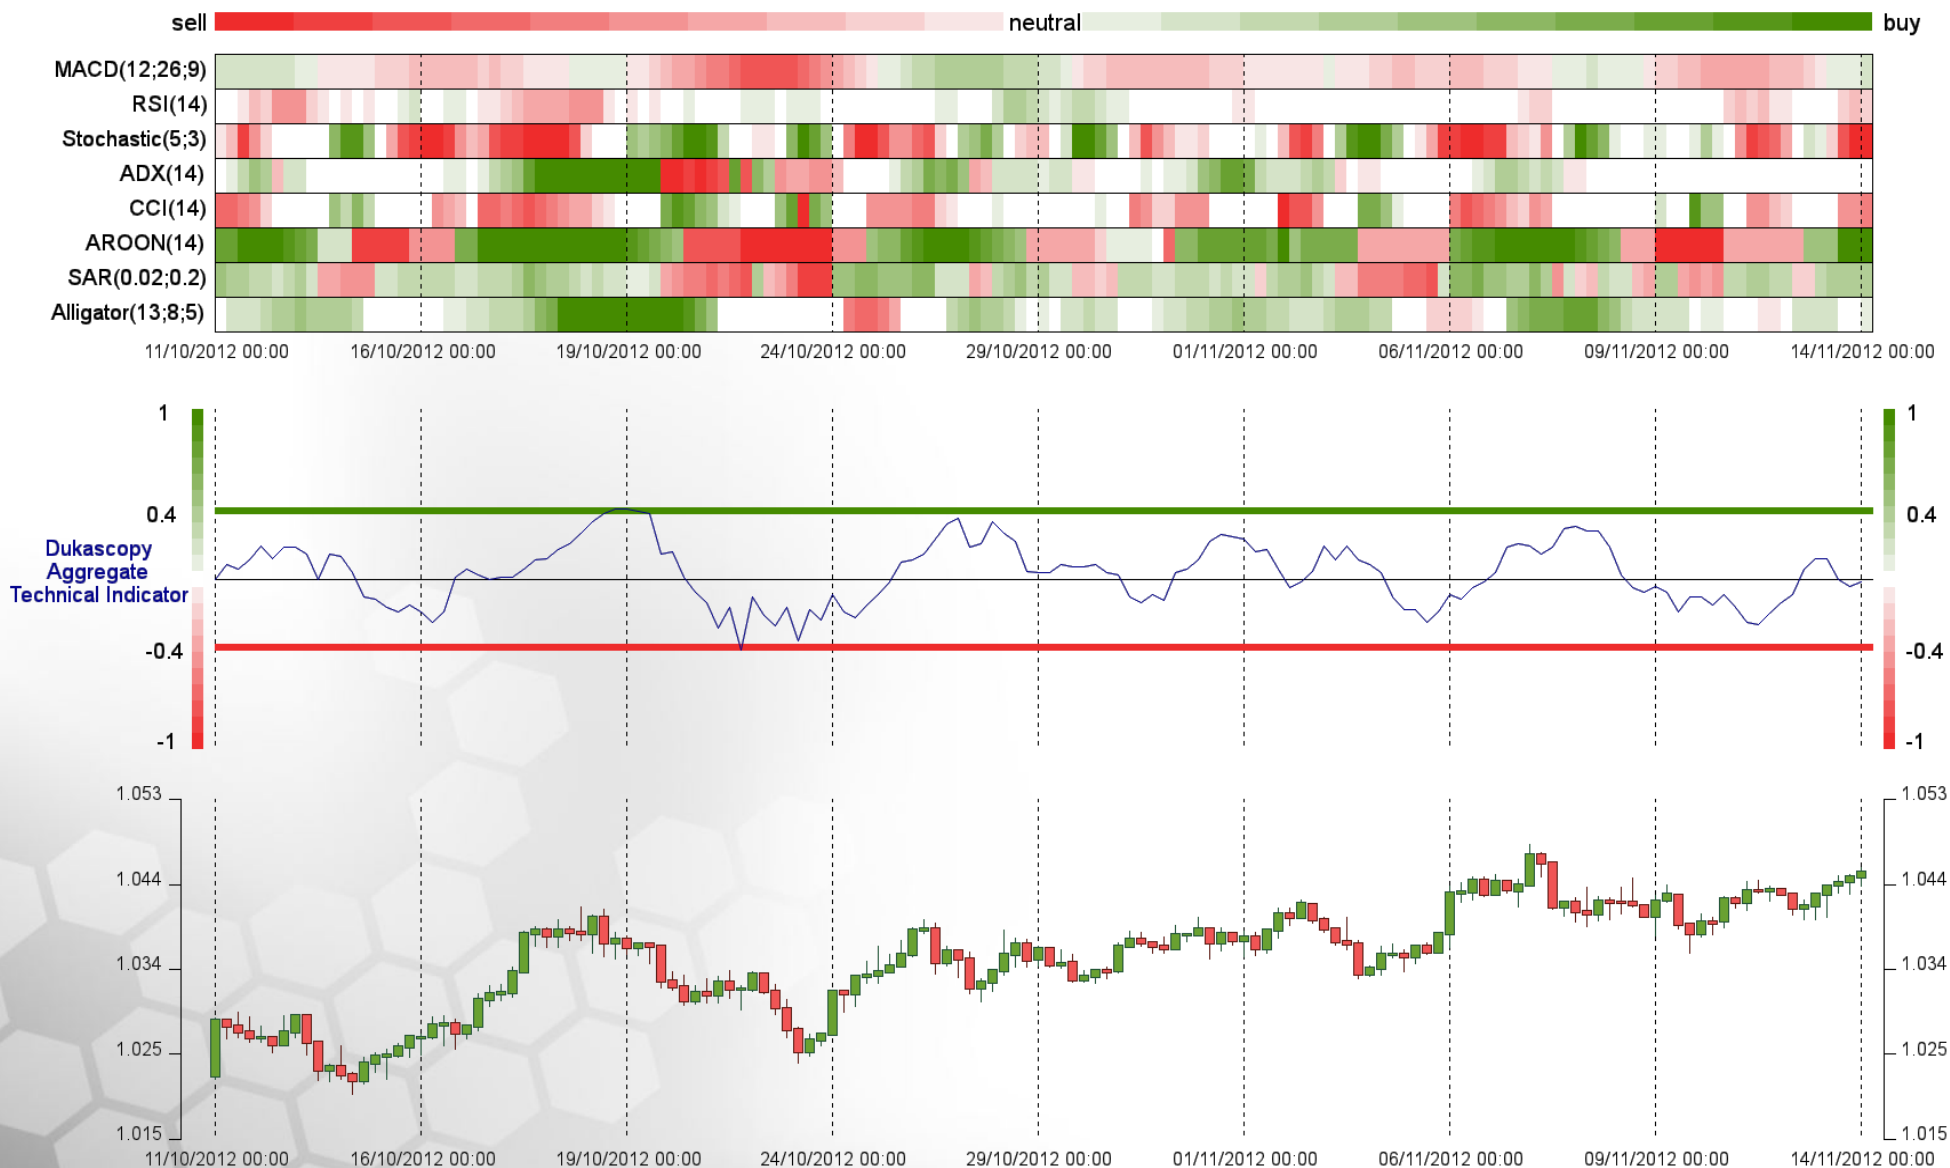 sell neutral buy
MACD(12;26;9)
RSI(14)
Stochastic(5;3)
ADX(14)
CCI(14)
AROON(14)
SAR(0.02;0.2)
Alligator(13;8;5)
11/10/2012 00:00 16/10/2012 00:00 19/10/2012 00:00 24/10/2012 00:00 29/10/2012 00:00 01/11/2012 00:00 06/11/2012 00:00 09/11/2012 00:00 14/11/2012 00:00
1 1
0.4 0.4
Dukascopy
Aggregate
Technical Indicator
-0.4 -0.4
-1 -1
1.053 1.053
1.044 1.044
1.034 1.034
1.025 1.025
1.015 1.015
11/10/2012 00:00 16/10/2012 00:00 19/10/2012 00:00 24/10/2012 00:00 29/10/2012 00:00 01/11/2012 00:00 06/11/2012 00:00 09/11/2012 00:00 14/11/2012 00:00